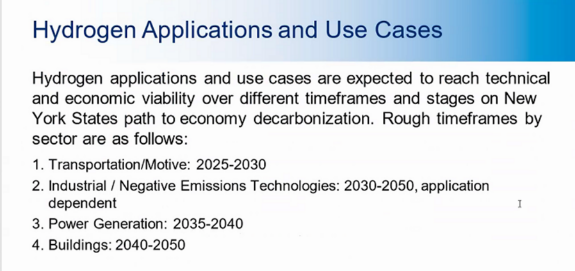 Hydrogen Applications and Use Cases
Hydrogen applications and use cases are expected to reach technical
and economic viability over different timeframes and stages on New
York States path to economy decarbonization. Rough timeframes by
sector are as follows:
1. Transportation/Motive: 2025-2030
2. Industrial / Negative Emissions Technologies: 2030-2050, application
dependent
3. Power Generation: 2035-2040
4. Buildings: 2040-2050